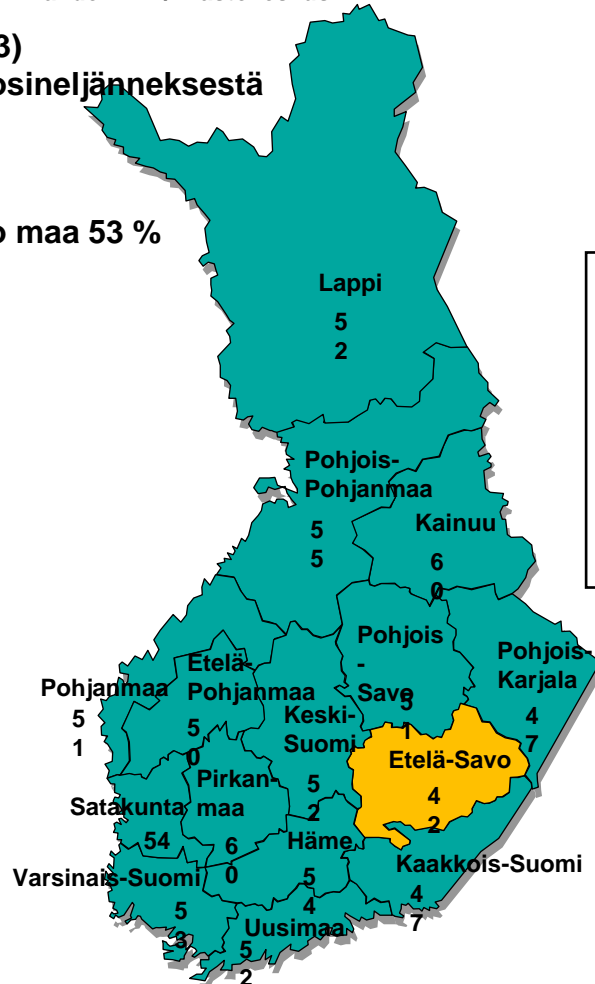 3)
osineljänneksestä
o maa 53 %
Lappi
5
2
Pohjois-
Pohjanmaa
5
5
Kainuu
6
0
Pohjois
-
Savo
5
1
Pohjois-
Karjala
4
7
Etelä-
Pohjanmaa
5
0
Pohjanmaa
5
1
Keski-
Suomi
5
2
Etelä-Savo
4
2
Pirkan-
maa
6
0
Satakunta
54
Häme
5
4
Kaakkois-Suomi
4
7
Varsinais-Suomi
5
3
Uusimaa
5
2